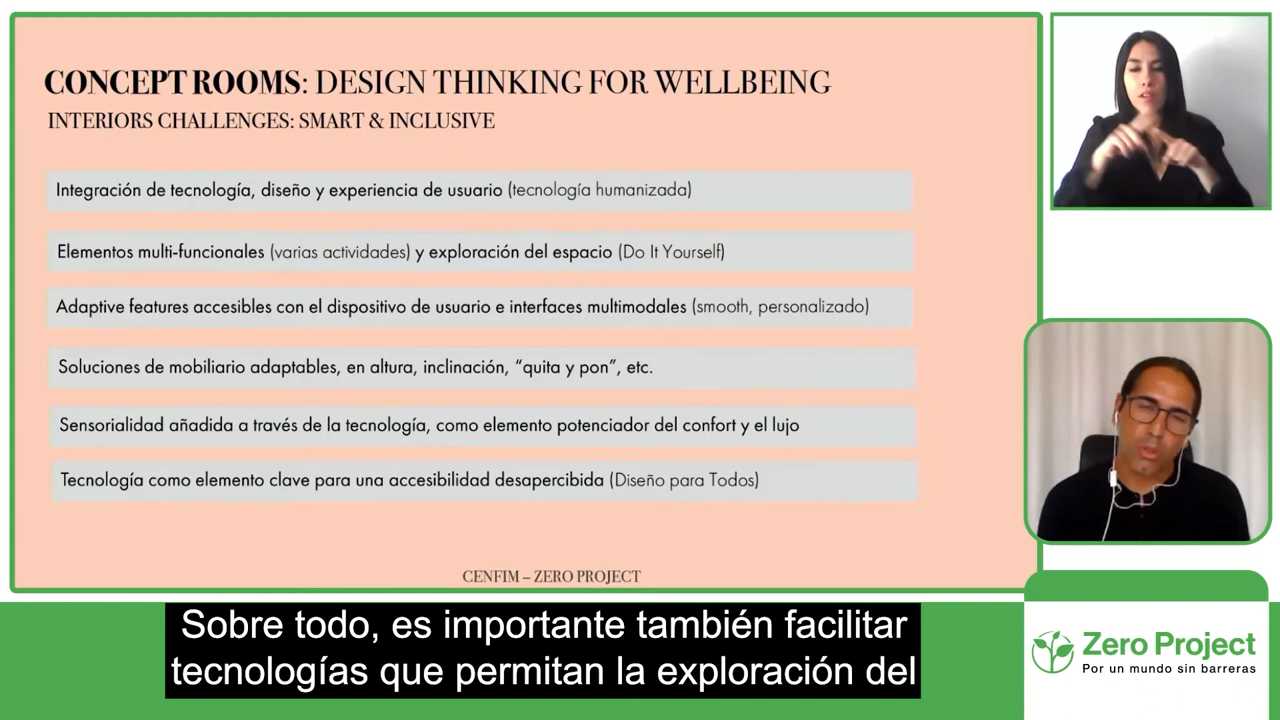 CONCEPT ROOMS: DESIGN THINKING FOR WELLBEING
INTERIORS CHALLENGES: SMART & INCLUSIVE
Integración de tecnología, diseño y experiencia de usuario (tecnología humanizada)
Elementos multi-funcionales (varias actividades) y exploración del espacio (Do It Yourself)
Adaptive features accesibles con el dispositivo de usuario e interfaces multimodales (smooth, personalizado)
Soluciones de mobiliario adaptables, en altura, inclinación, “quita y pon”, etc.
Sensorialidad añadida a través de la tecnología, como elemento potenciador del confort y el lujo
Tecnología como elemento clave para una accesibilidad desapercibida (Diseño para Todos)
CENFIM – ZERO PROJECT
Sobre todo, es importante también facilitar
tecnologías que permitan la exploración del
Zero Project
Por un mundo sin barreras